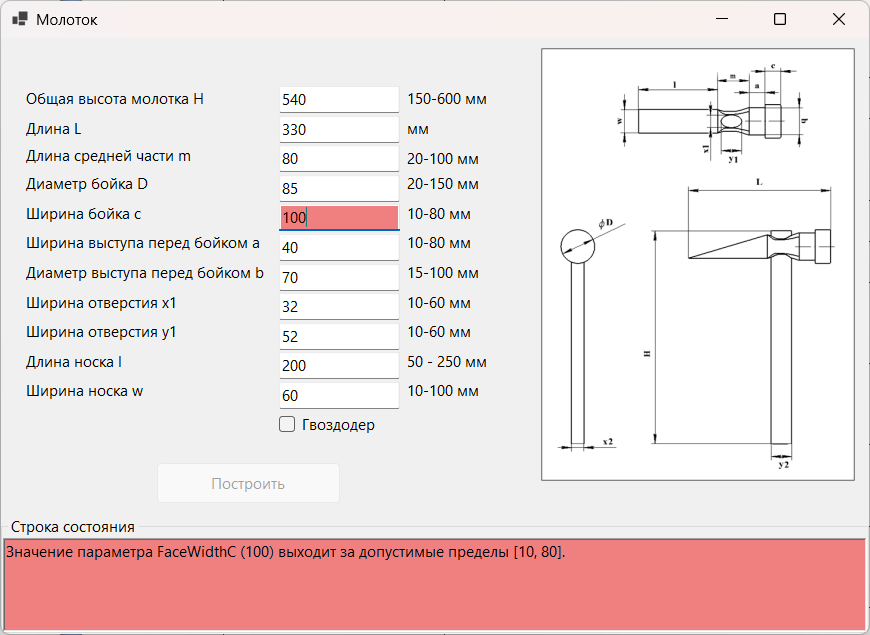 Молоток
Общая высота молотка H 540 150-600 мм
Длина L 330 мм
Длина средней части m 80 20-100 мм
Диаметр бойка D 85 20-150 мм
Ширина бойка c 100 10-80 мм
Ширина выступа перед бойком a 40 10-80 мм
Диаметр выступа перед бойком b 70 15-100 мм
Ширина отверстия x1 32 10-60 мм
Ширина отверстия y1 52 10-60 мм
Длина носка l 200 50 - 250 мм
Ширина носка w 60 10-100 мм
Гвоздодер
Построить
c
m
l
a
w
b
x1
y1
L
ϕD
H
x2
y2
Строка состояния
Значение параметра FaceWidthC (100) выходит за допустимые пределы [10, 80].